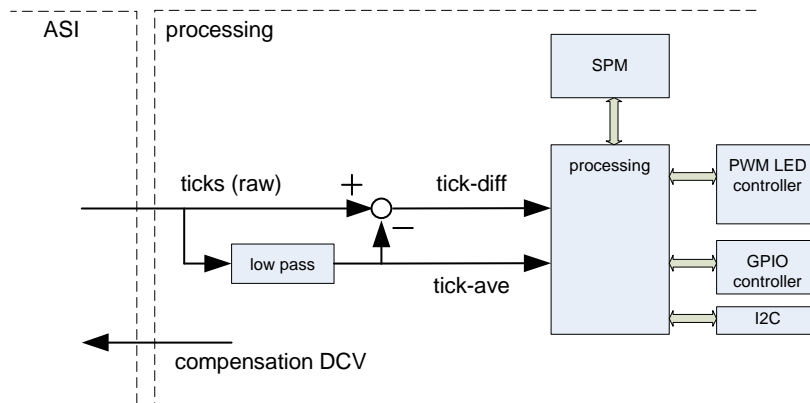 ASI
processing
SPM
processing
PWM LED
controller
ticks (raw)
+
tick-diff
−
low pass
tick-ave
GPIO
controller
I2C
compensation DCV